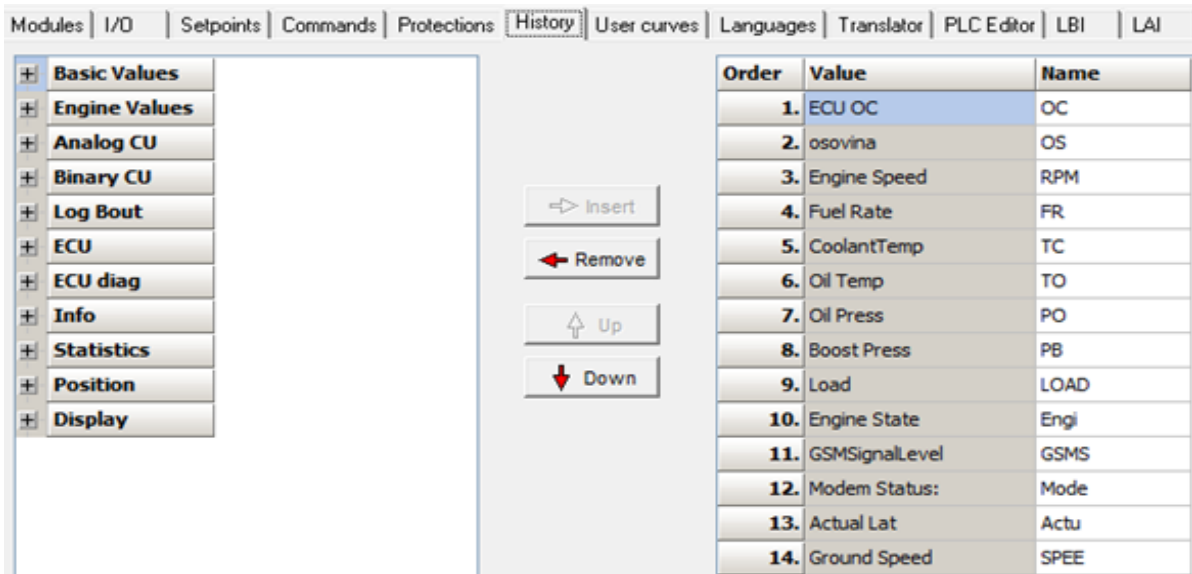 Modules I/O Setpoints Commands Protections History User curves Languages Translator PLC Editor LBI LAI
Basic Values
Engine Values
Analog CU
Binary CU
Log Bout
ECU
ECU diag
Info
Statistics
Position
Display
Insert
Remove
Up
Down
Order Value Name
1. ECU OC OC
2. osovina OS
3. Engine Speed RPM
4. Fuel Rate FR
5. CoolantTemp TC
6. Oil Temp TO
7. Oil Press PO
8. Boost Press PB
9. Load LOAD
10. Engine State Engi
11. GSMSignalLevel GSMS
12. Modem Status: Mode
13. Actual Lat Actu
14. Ground Speed SPEE